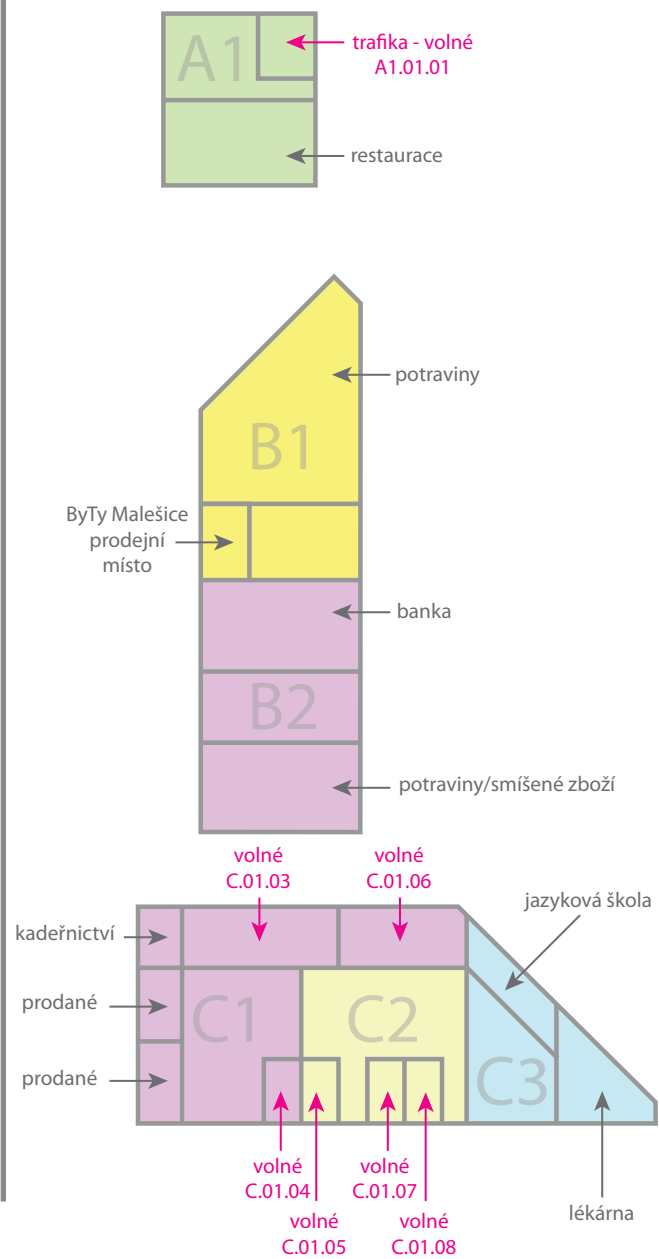 A1
trafika - volné
A1.01.01
restaurace
potraviny
B1
ByTy Malešice
prodejní
místo
banka
B2
potraviny/smíšené zboží
volné
C.01.03
volné
C.01.06
jazyková škola
kadeřnictví
prodané
C1
C2
prodané
C3
volné
C.01.04
volné
C.01.07
lékárna
volné
C.01.05
volné
C.01.08